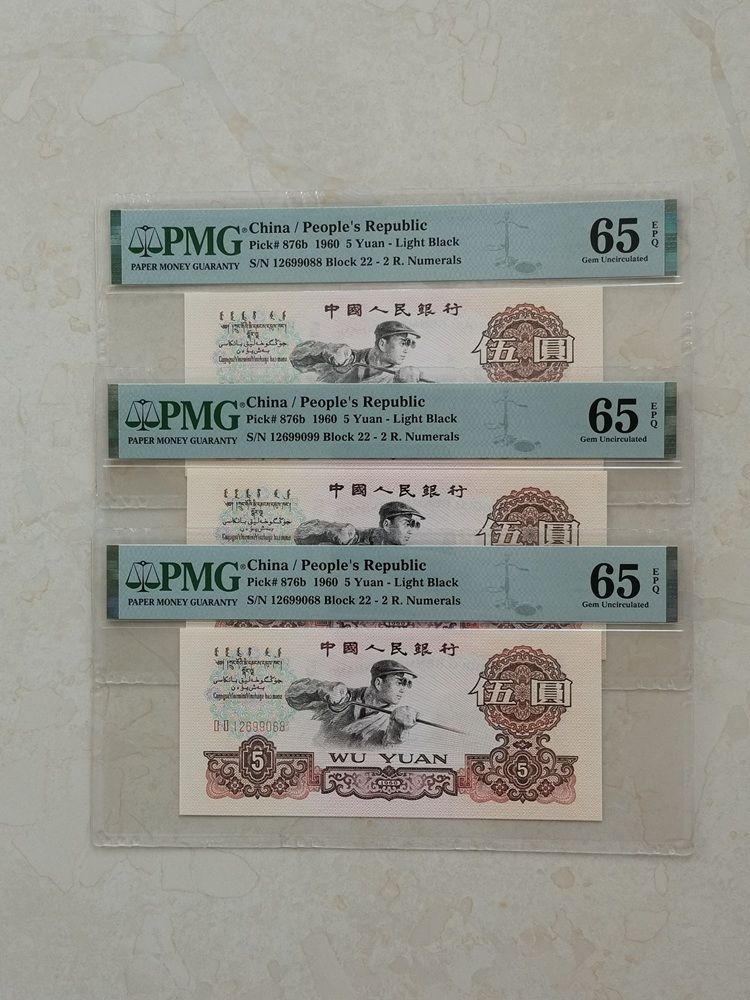 PMG® China / People's Republic
Pick# 876b 1960 5 Yuan - Light Black
PAPER MONEY GUARANTY S/N 12699088 Block 22 - 2 R. Numerals
65 EPQ
Gem Uncirculated
中國人民銀行
伍圓
PMG® China / People's Republic
Pick# 876b 1960 5 Yuan - Light Black
PAPER MONEY GUARANTY S/N 12699099 Block 22 - 2 R. Numerals
65 EPQ
Gem Uncirculated
中國人民銀行
伍圓
PMG® China / People's Republic
Pick# 876b 1960 5 Yuan - Light Black
PAPER MONEY GUARANTY S/N 12699068 Block 22 - 2 R. Numerals
65 EPQ
Gem Uncirculated
中國人民銀行
伍圓
12699068
WU YUAN
5 1960 5